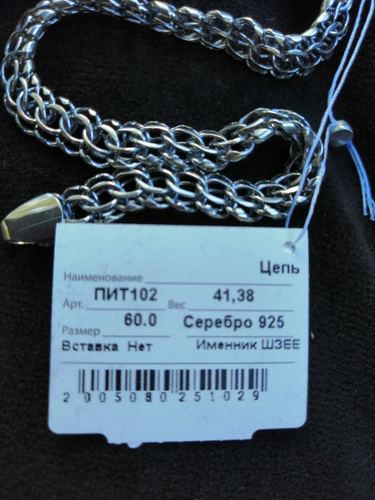 Наименование Цепь
Арт. ПИТ102 Вес 41,38
Размер 60.0 Серебро 925
Вставка Нет Именник ШЗЕЕ
2 005080 251029